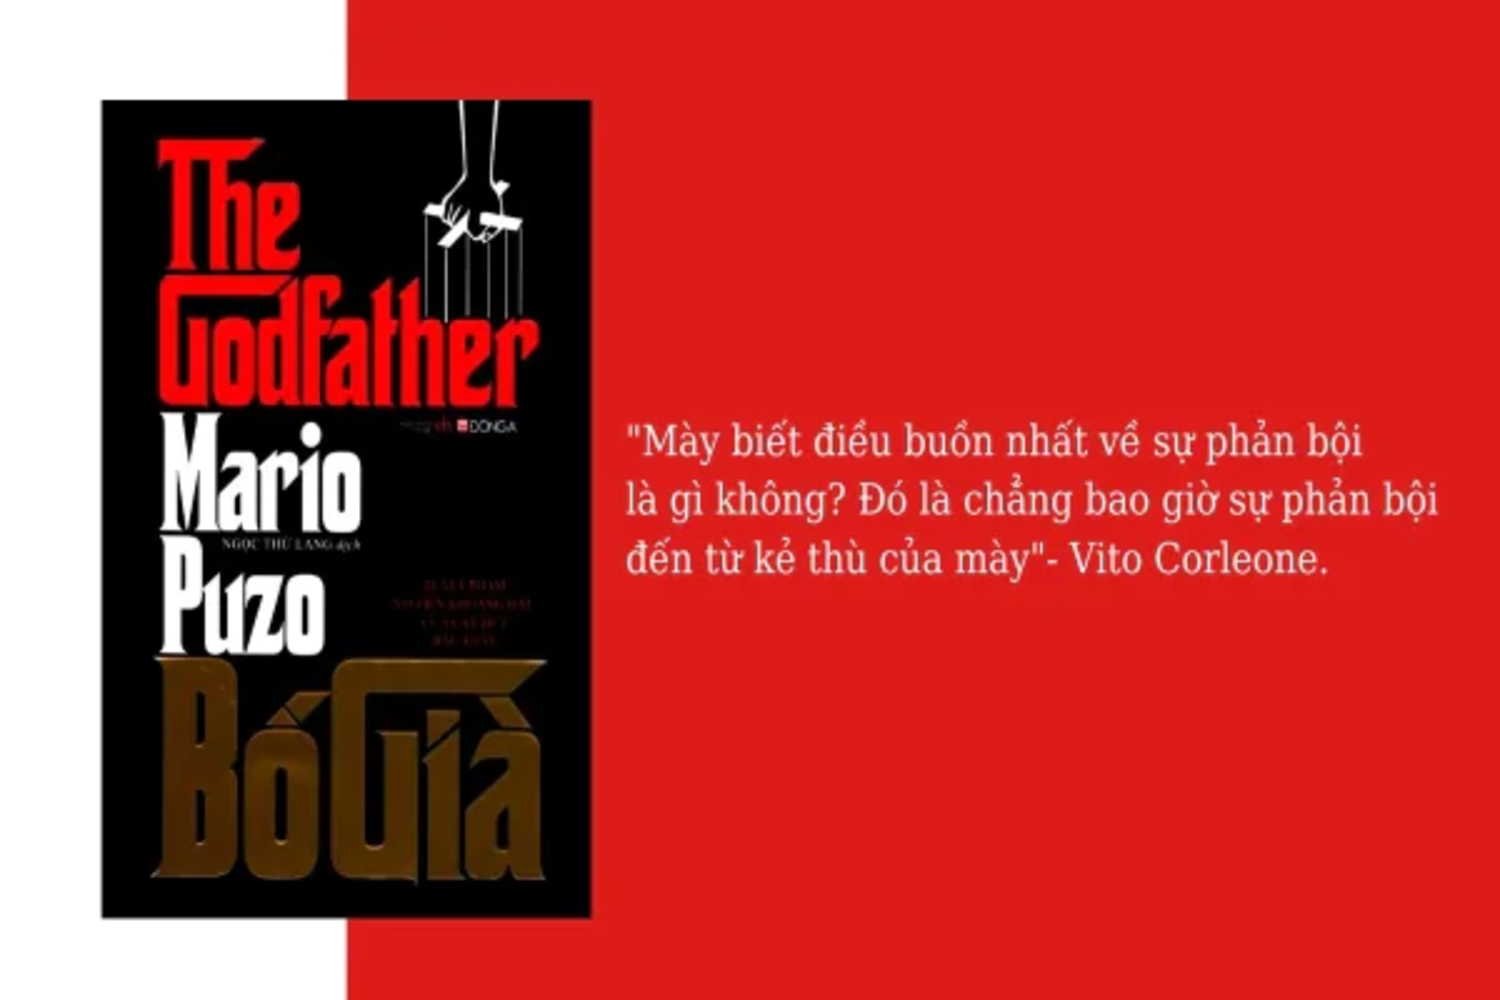 The
Godfather
ĐÔNG A
Mario
NGỌC THỨ LANG dịch
Puzo
Bố Già
"Mày biết điều buồn nhất về sự phản bội
là gì không? Đó là chẳng bao giờ sự phản bội
đến từ kẻ thù của mày"- Vito Corleone.